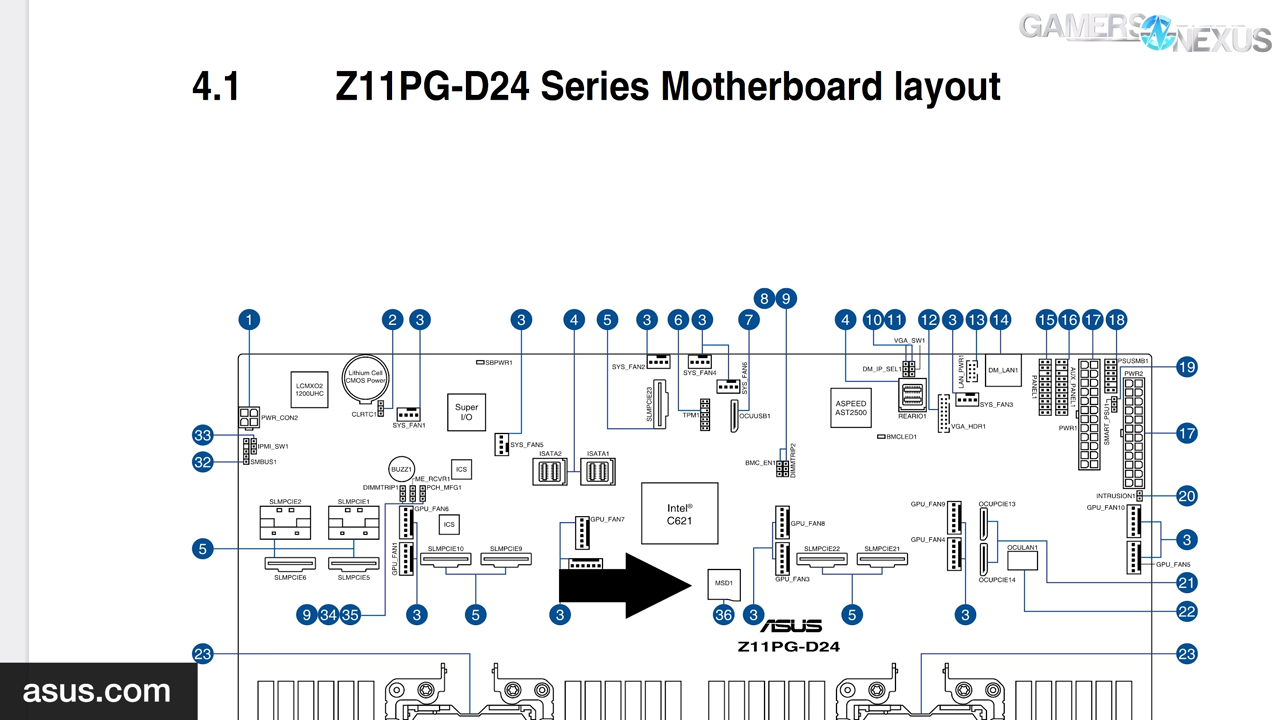 GAMERS NEXUS
4.1 Z11PG-D24 Series Motherboard layout
8 9
1 2 3 3 4 5 3 6 3 7 4 10 11 12 3 13 14 15 16 17 18
VGA_SW1
SBPWR1
SYS_FAN2
SYS_FAN4
SYS_FAN6
DM_IP_SEL1
LAN_PWR1
DM_LAN1
PANEL1
AUX_PANEL1
PSUSMB1
PWR2
19
Lithium Cell
CMOS Power
LCMXO2
1200UHC
CLRTC1
SYS_FAN1
Super
I/O
SLMPCIE23
TPM1
OCUUSB1
ASPEED
AST2500
REARIO1
SYS_FAN3
VGA_HDR1
PWR1
SMART_PSU1
PWR_CON2
33
IPMI_SW1
SYS_FAN5
BMCLED1
17
32
SMBUS1
ISATA2
ISATA1
BMC_EN1
DIMMTRIP2
BUZZ1
ICS
ME_RCVR1
DIMMTRIP1
PCH_MFG1
INTRUSION1
20
SLMPCIE2
SLMPCIE1
GPU_FAN6
GPU_FAN7
Intel®
C621
GPU_FAN8
GPU_FAN9
OCUPCIE13
GPU_FAN10
ICS
5
GPU_FAN1
SLMPCIE10
SLMPCIE9
SLMPCIE22
SLMPCIE21
GPU_FAN4
OCULAN1
3
GPU_FAN5
SLMPCIE6
SLMPCIE5
MSD1
GPU_FAN3
OCUPCIE14
21
9 34 35 3 5 3 36 3 5 3 22
ASUS
Z11PG-D24
23 23
asus.com